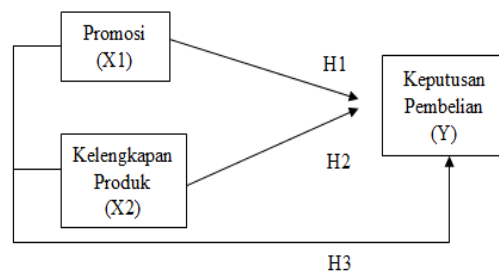 Promosi
(X1)
H1
Keputusan
Pembelian
(Y)
Kelengkapan
Produk
(X2)
H2
H3